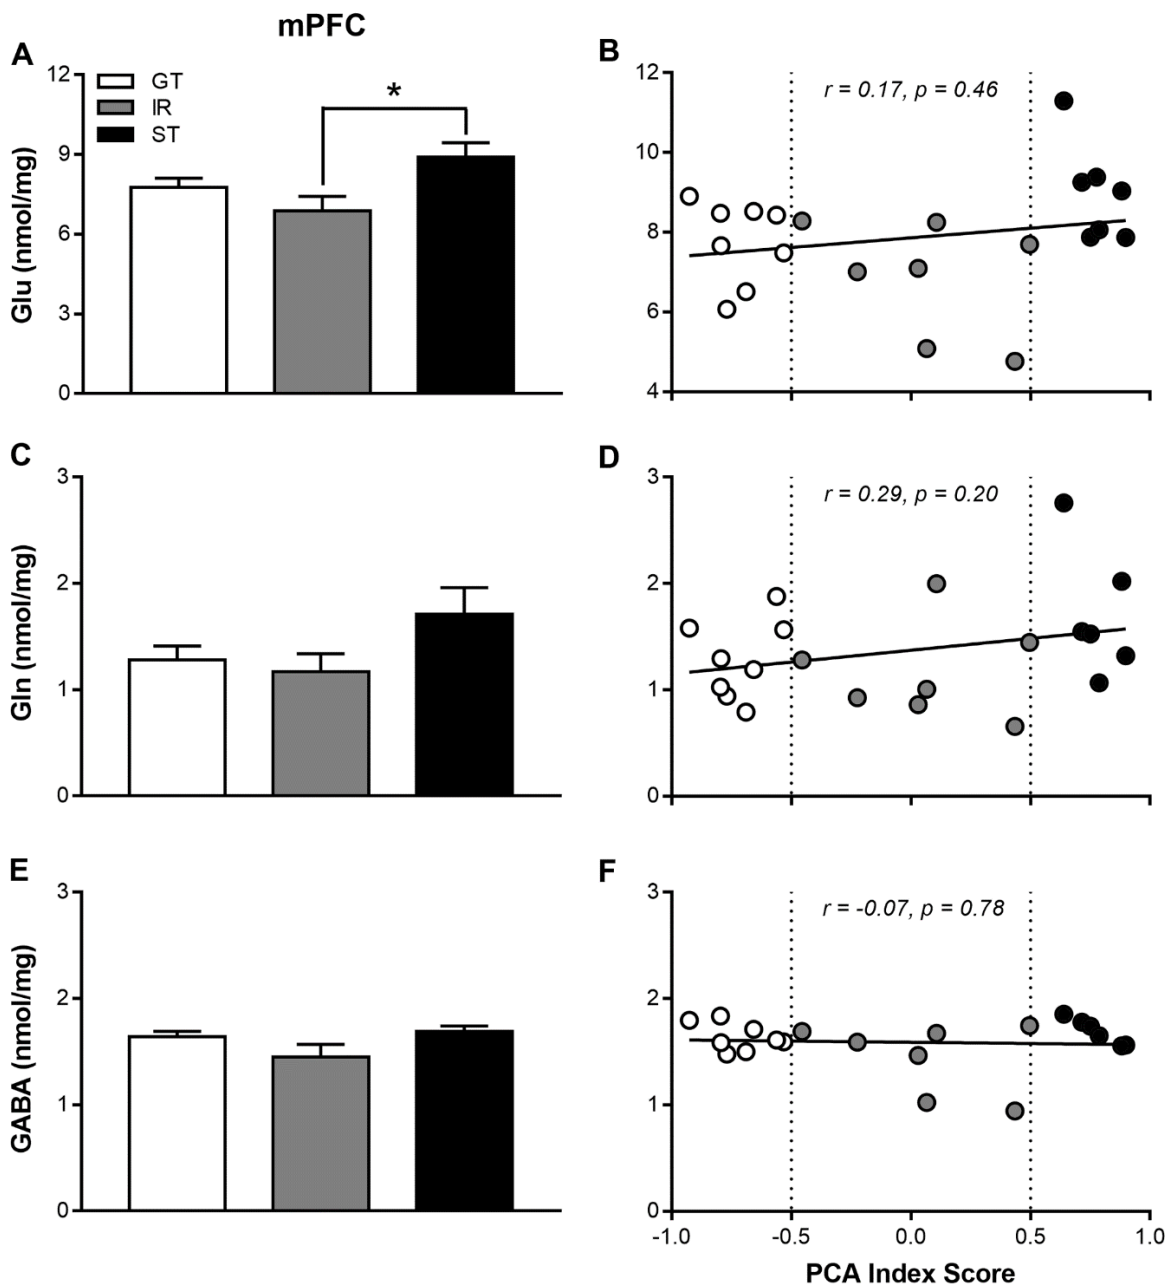 mPFC
A
GT
IR
ST
*
12
9
6
3
0
Glu (nmol/mg)
B
r = 0.17, p = 0.46
12
10
8
6
4
C
3
2
1
0
Gln (nmol/mg)
D
r = 0.29, p = 0.20
3
2
1
0
E
3
2
1
0
GABA (nmol/mg)
F
r = -0.07, p = 0.78
3
2
1
0
-1.0 -0.5 0.0 0.5 1.0
PCA Index Score